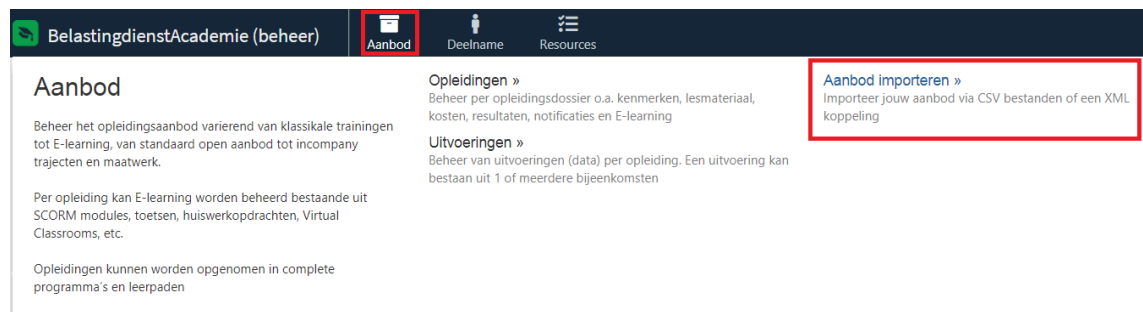 BelastingdienstAcademie (beheer)
Aanbod
Deelname
Resources
Aanbod
Beheer het opleidingsaanbod varierend van klassikale trainingen
tot E-learning, van standaard open aanbod tot incompany
trajecten en maatwerk.
Per opleiding kan E-learning worden beheerd bestaande uit
SCORM modules, toetsen, huiswerkopdrachten, Virtual
Classrooms, etc.
Opleidingen kunnen worden opgenomen in complete
programma's en leerpaden
Opleidingen »
Beheer per opleidingsdossier o.a. kenmerken, lesmateriaal,
kosten, resultaten, notificaties en E-learning
Uitvoeringen »
Beheer van uitvoeringen (data) per opleiding. Een uitvoering kan
bestaan uit 1 of meerdere bijeenkomsten
Aanbod importeren »
Importeer jouw aanbod via CSV bestanden of een XML
koppeling